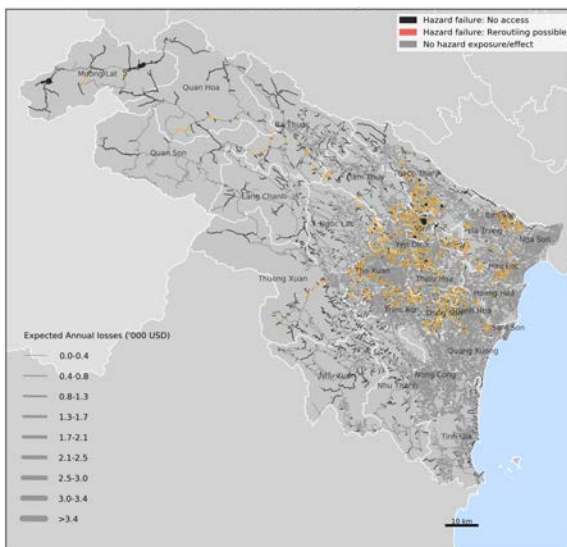 Hazard failure: No access
Hazard failure: Rerouting possible
No hazard exposure/effect
Muong Lat
Quan Hoa
Ba Thuoc
Quan Son
Cam Thuy
Lang Chanh
Ngoc Lac
Ha Trung
Nga Son
Yen Dinh
Hau Loc
Tho Xuan
Thieu Hoa
Thuong Xuan
Hoang Hoa
Sam Son
Quang Xuong
Nong Cong
Nhu Xuan
Nhu Thanh
Tinh Gia
Expected Annual losses ('000 USD)
0.0-0.4
0.4-0.8
0.8-1.3
1.3-1.7
1.7-2.1
2.1-2.5
2.5-3.0
3.0-3.4
>3.4
10 km